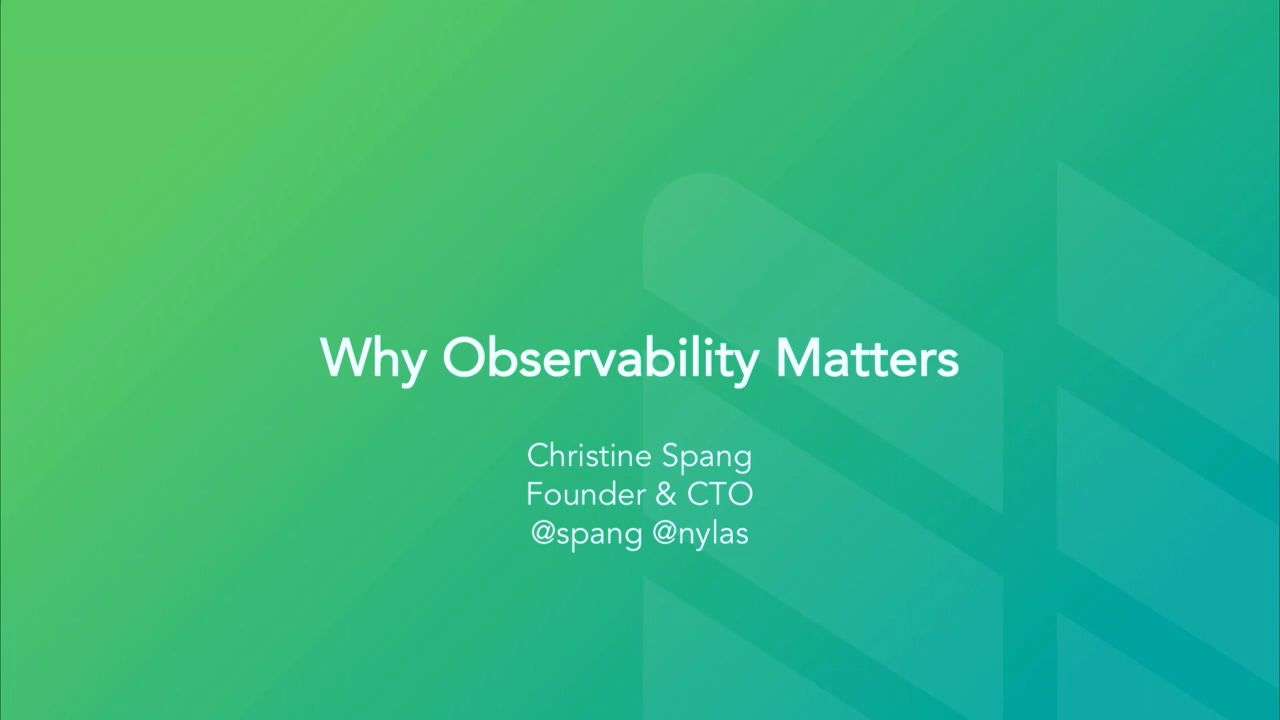 Why Observability Matters
Christine Spang
Founder & CTO
@spang @nylas